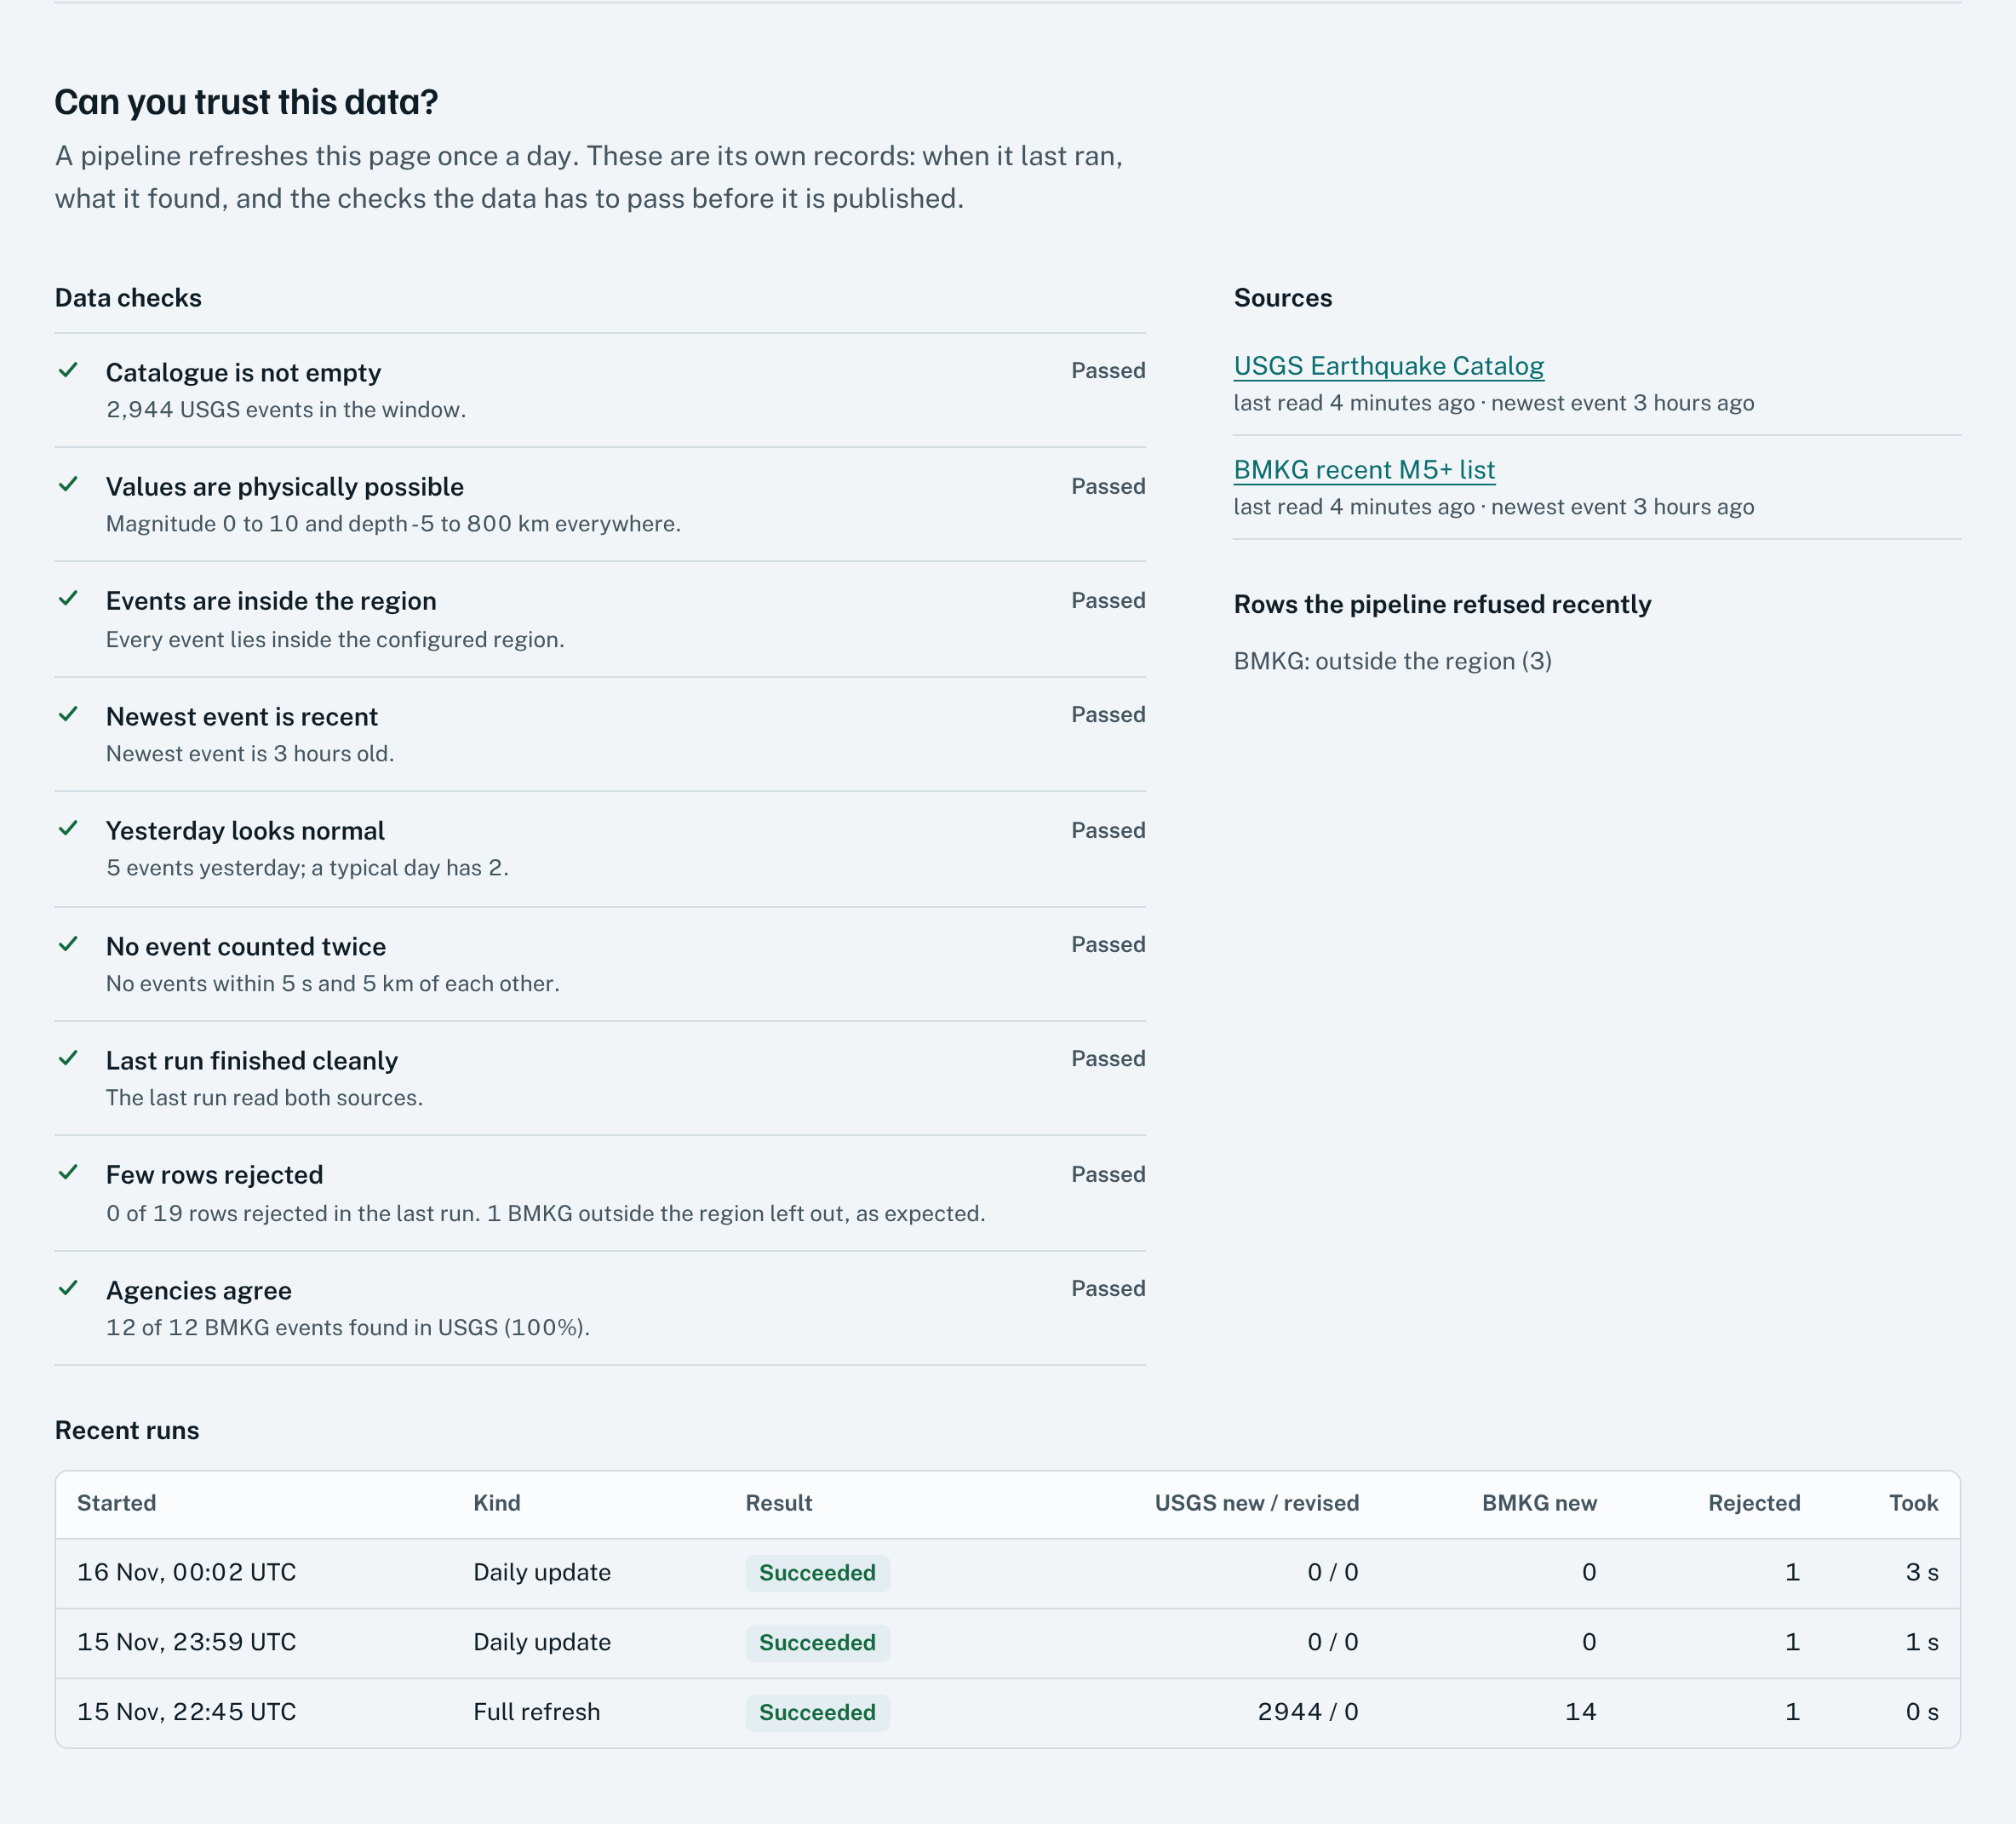 Can you trust this data?
A pipeline refreshes this page once a day. These are its own records: when it last ran,
what it found, and the checks the data has to pass before it is published.
Data checks
Catalogue is not empty
Passed
2,944 USGS events in the window.
Values are physically possible
Passed
Magnitude 0 to 10 and depth -5 to 800 km everywhere.
Events are inside the region
Passed
Every event lies inside the configured region.
Newest event is recent
Passed
Newest event is 3 hours old.
Yesterday looks normal
Passed
5 events yesterday; a typical day has 2.
No event counted twice
Passed
No events within 5 s and 5 km of each other.
Last run finished cleanly
Passed
The last run read both sources.
Few rows rejected
Passed
0 of 19 rows rejected in the last run. 1 BMKG outside the region left out, as expected.
Agencies agree
Passed
12 of 12 BMKG events found in USGS (100%).
Sources
USGS Earthquake Catalog
last read 4 minutes ago · newest event 3 hours ago
BMKG recent M5+ list
last read 4 minutes ago · newest event 3 hours ago
Rows the pipeline refused recently
BMKG: outside the region (3)
Recent runs
Started Kind Result USGS new / revised BMKG new Rejected Took
16 Nov, 00:02 UTC Daily update Succeeded 0 / 0 0 1 3 s
15 Nov, 23:59 UTC Daily update Succeeded 0 / 0 0 1 1 s
15 Nov, 22:45 UTC Full refresh Succeeded 2944 / 0 14 1 0 s